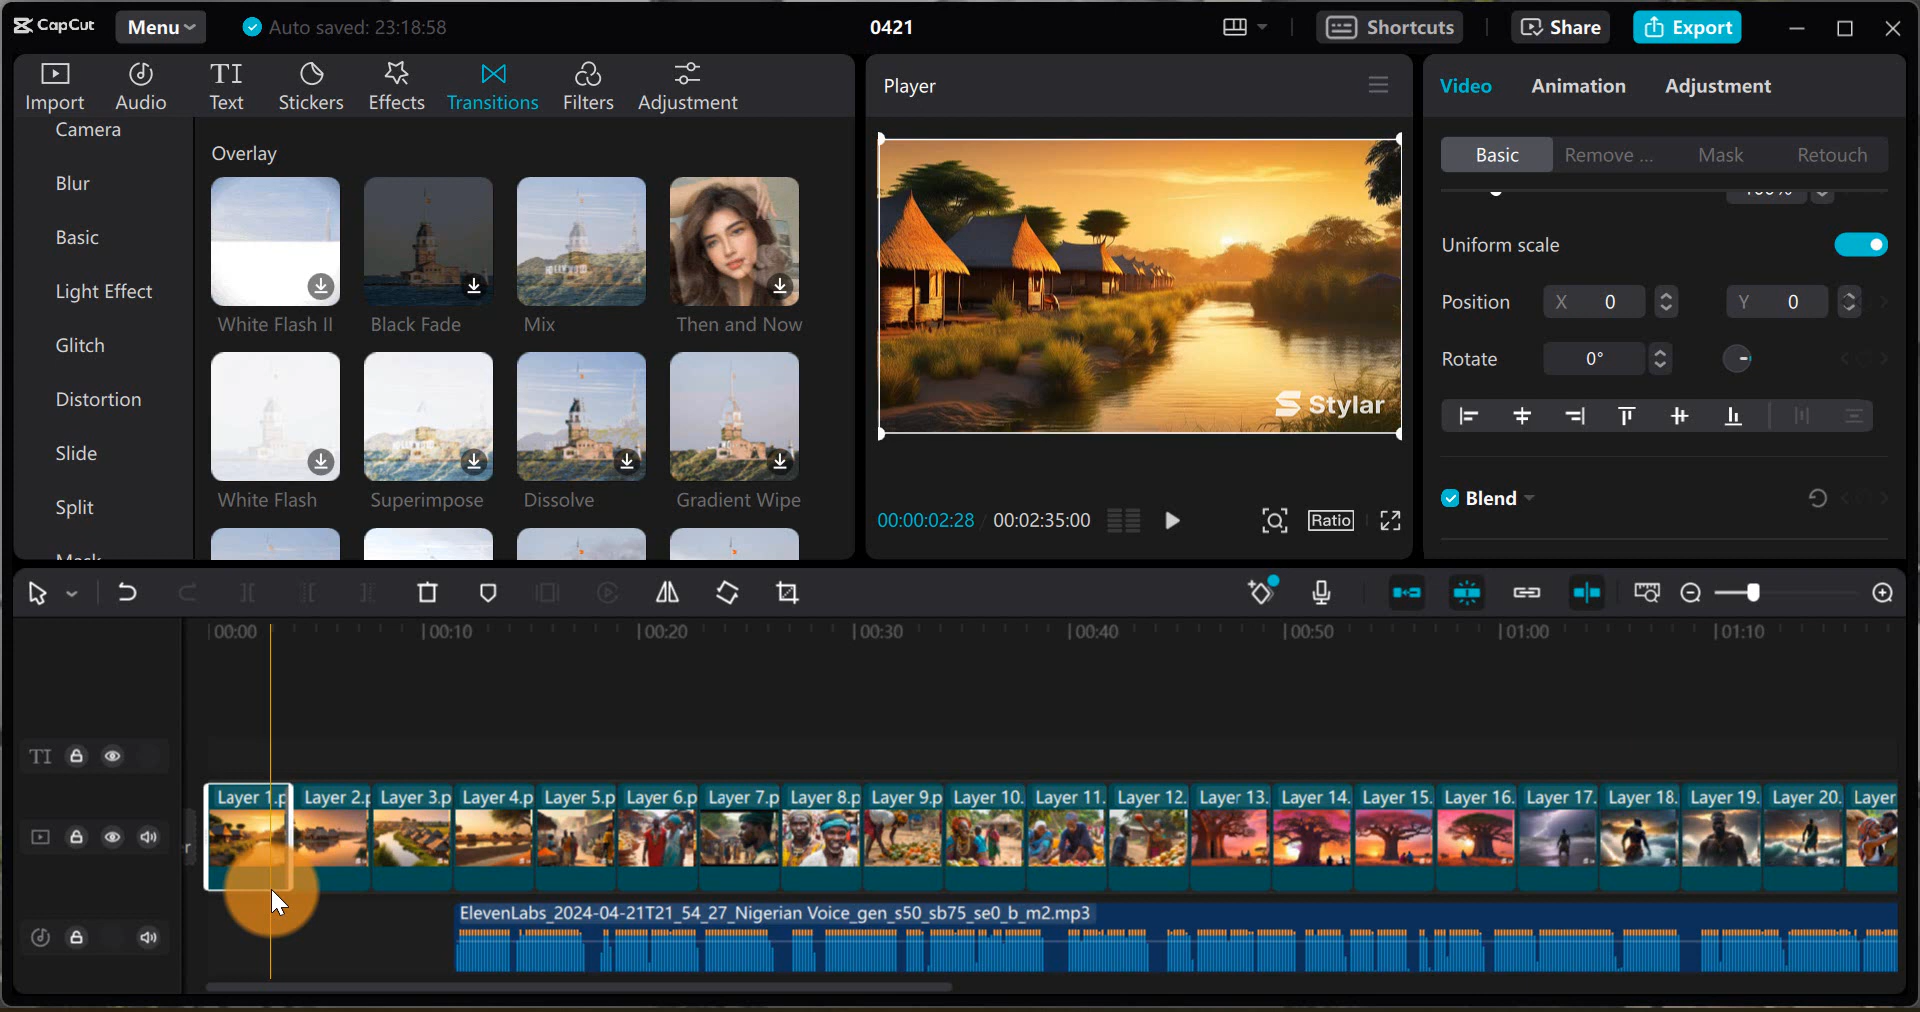 CapCut Menu Auto saved: 23:18:58 0421 Shortcuts Share Export
Import Audio Text Stickers Effects Transitions Filters Adjustment
Camera
Blur
Basic
Light Effect
Glitch
Distortion
Slide
Split
Overlay
White Flash II Black Fade Mix Then and Now
White Flash Superimpose Dissolve Gradient Wipe
Player
Stylar
00:00:02:28 / 00:02:35:00 Ratio
Video Animation Adjustment
Basic Remove ... Mask Retouch
Uniform scale
Position X 0 Y 0
Rotate 0°
Blend
00:00 00:10 00:20 00:30 00:40 00:50 01:00 01:10
TI
Layer 1.p Layer 2.p Layer 3.p Layer 4.p Layer 5.p Layer 6.p Layer 7.p Layer 8.p Layer 9.p Layer 10. Layer 11. Layer 12. Layer 13. Layer 14. Layer 15. Layer 16. Layer 17. Layer 18. Layer 19. Layer 20. Layer
ElevenLabs_2024-04-21T21_54_27_Nigerian Voice_gen_s50_sb75_se0_b_m2.mp3